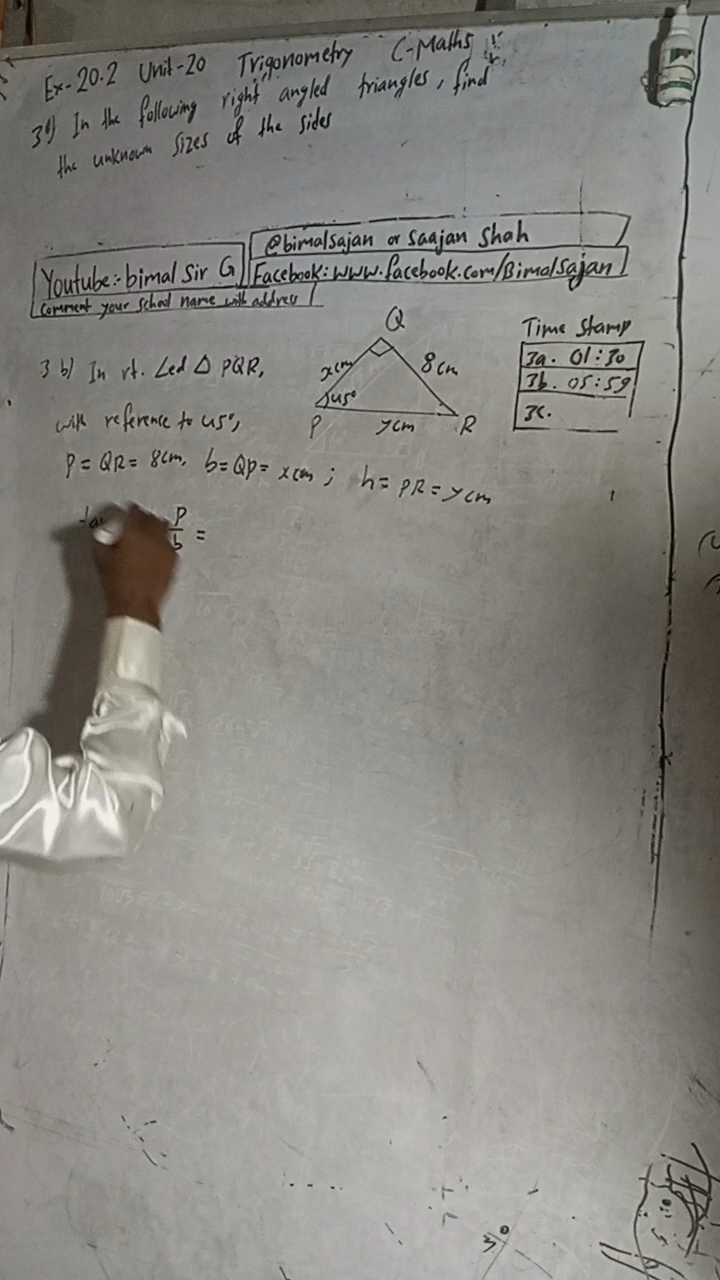 Ex-20.2 Unit-20 Trigonometry C-Maths
3) In the following right angled triangles, find
the unknown sizes of the sides
@bimalsajan or Saajan Shah
Youtube:- bimal Sir G
Facebook: www.facebook.com/Bimalsajan
Comment your school name with address
Q
Time Stamp
3a. 01:30
3b. 05:59
3c.
3 b) In rt. ∠ed △ PQR,
x cm
8 cm
45°
P
y cm
R
with reference to 45°,
P = QR = 8cm, b = QP = x cm ; h = PR = y cm
P/b =